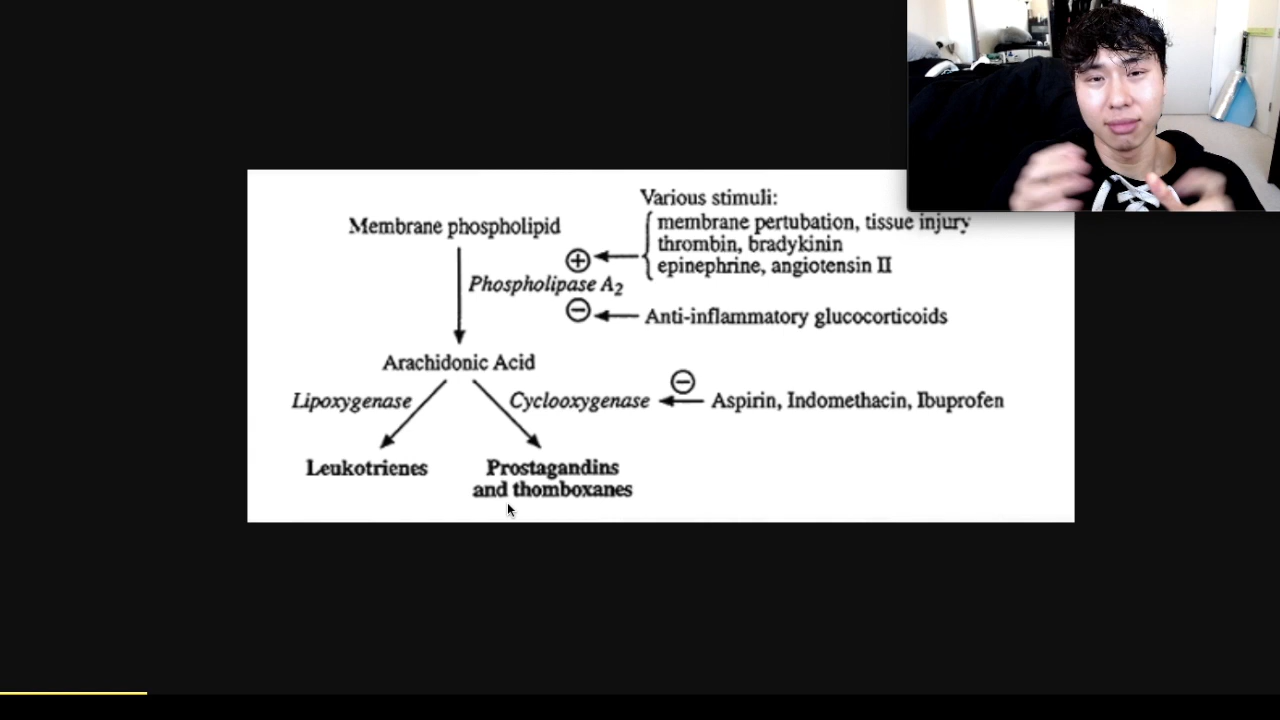 Various stimuli:
Membrane phospholipid
membrane pertubation, tissue injury
thrombin, bradykinin
epinephrine, angiotensin II
Phospholipase A2
Anti-inflammatory glucocorticoids
Arachidonic Acid
Lipoxygenase
Cyclooxygenase
Aspirin, Indomethacin, Ibuprofen
Leukotrienes
Prostagandins
and thomboxanes